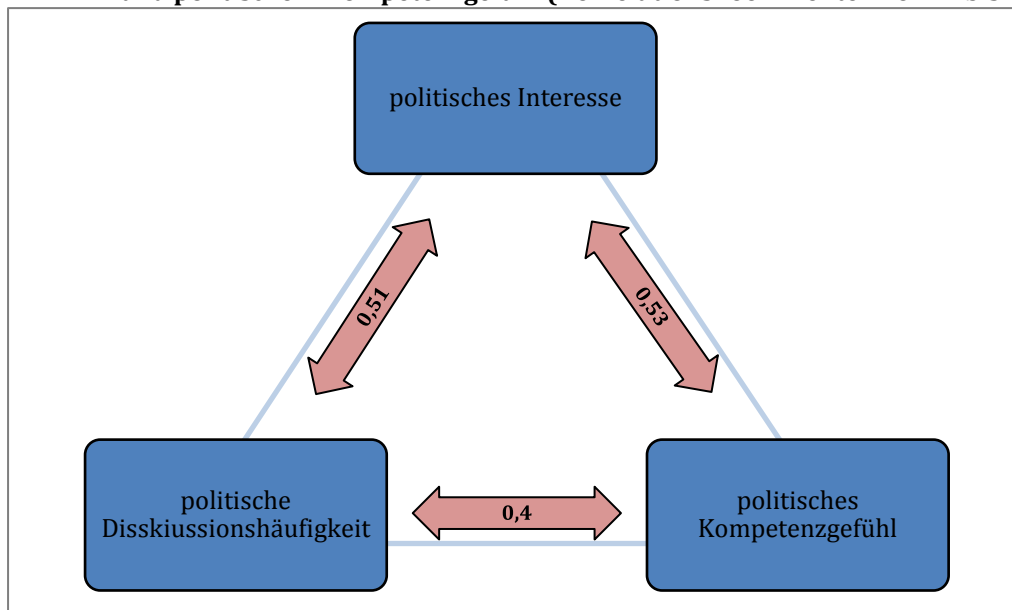 politisches Interesse
0,51
0,53
politische
Disskiussionshäufigkeit
0,4
politisches
Kompetenzgefühl